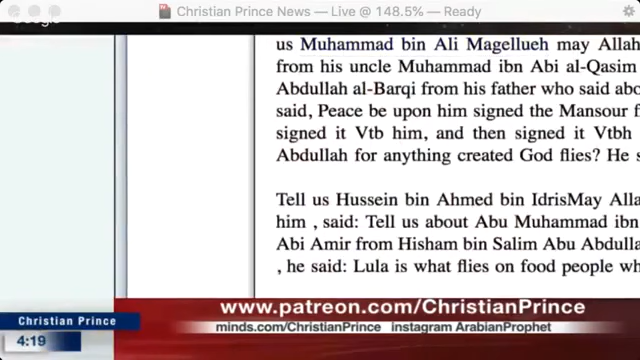 Christian Prince News — Live @ 148.5% — Ready
us Muhammad bin Ali Magellueh may Allah
from his uncle Muhammad ibn Abi al-Qasim
Abdullah al-Barqi from his father who said abo
said, Peace be upon him signed the Mansour f
signed it Vtb him, and then signed it Vtbh
Abdullah for anything created God flies? He s
Tell us Hussein bin Ahmed bin IdrisMay Alla
him , said: Tell us about Abu Muhammad ibn
Abi Amir from Hisham bin Salim Abu Abdulla
, he said: Lula is what flies on food people wh
www.patreon.com/ChristianPrince
Christian Prince
minds.com/ChristianPrince instagram ArabianProphet
4:19